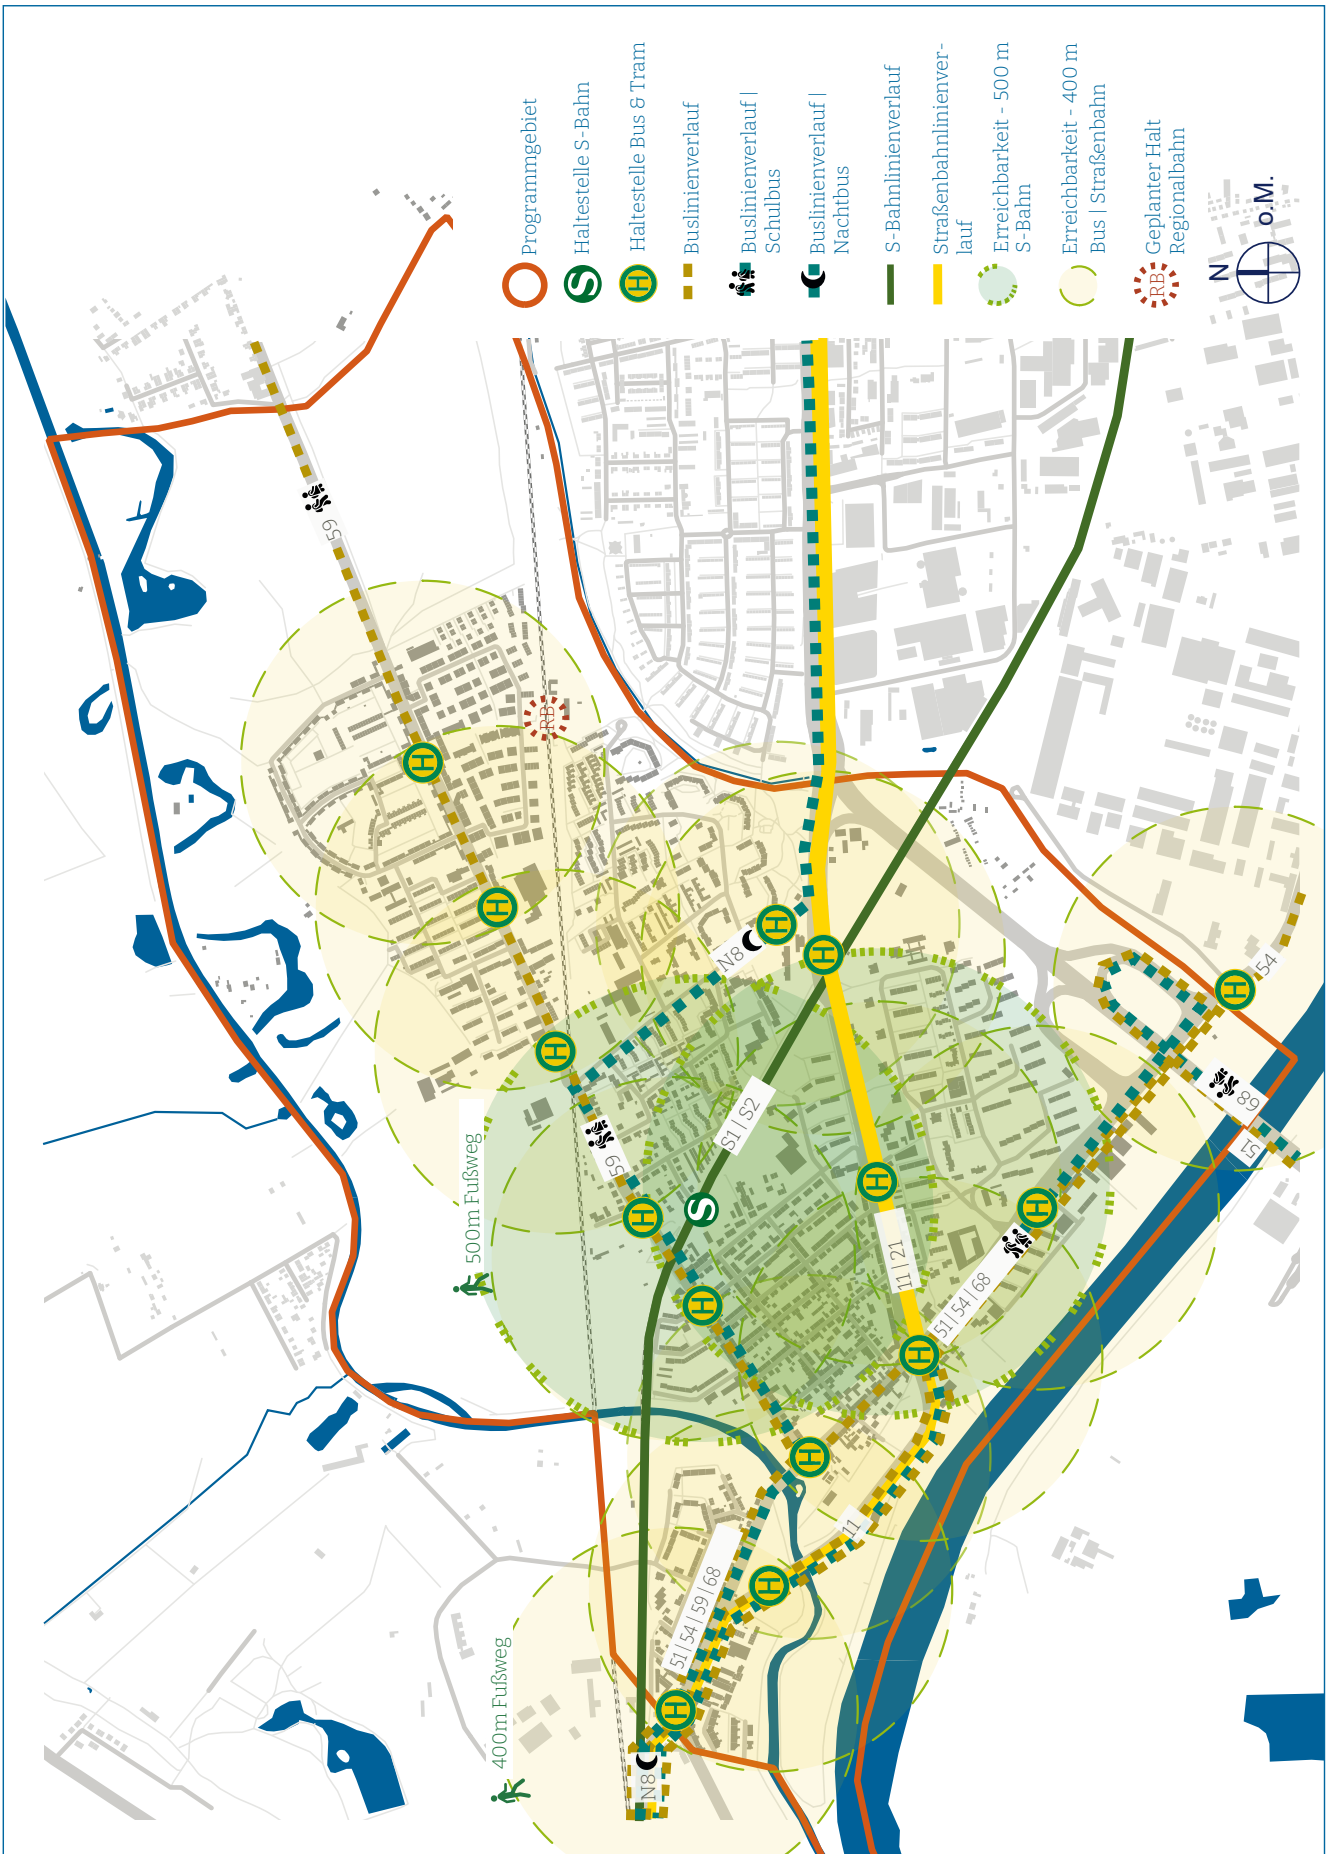 Programmgebiet
S
Haltestelle S-Bahn
H
Haltestelle Bus & Tram
Buslinienverlauf
Buslinienverlauf |
Schulbus
Buslinienverlauf |
Nachtbus
S-Bahnlinienverlauf
Straßenbahnlinienver-
lauf
Erreichbarkeit - 500 m
S-Bahn
Erreichbarkeit - 400 m
Bus | Straßenbahn
RB
Geplanter Halt
Regionalbahn
N
o.M.
59
H
RB
H
H
N8
H
H
54
H
500m Fußweg
59
H
S1 | S2
S
H
H
11 | 21
H
51 | 54 | 68
H
68
51
H
H
11
51 | 54 | 59 | 68
H
H
400m Fußweg
N8